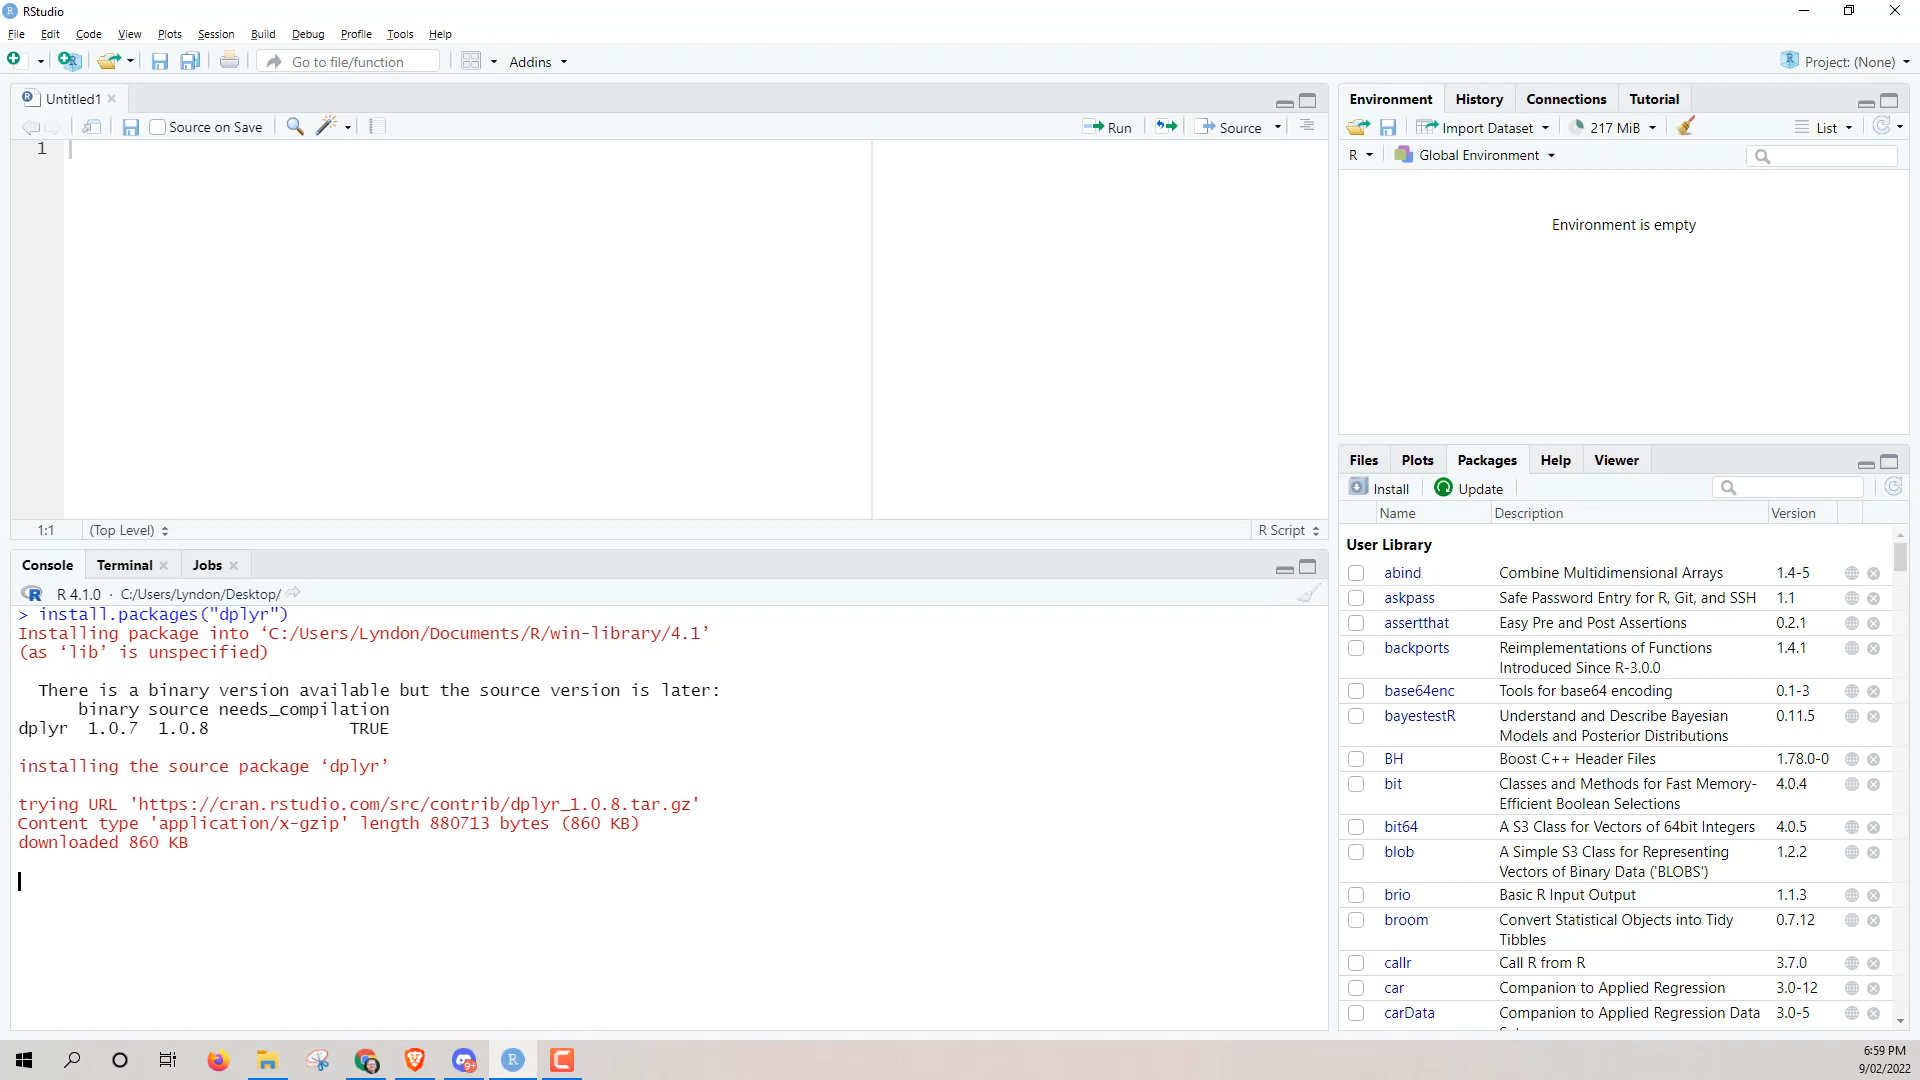 RStudio
File Edit Code View Plots Session Build Debug Profile Tools Help
Go to file/function Addins Project: (None)
Untitled1
Source on Save Run Source
1
1:1 (Top Level) R Script
Console Terminal Jobs
R 4.1.0 · C:/Users/Lyndon/Desktop/
> install.packages("dplyr")
Installing package into ‘C:/Users/Lyndon/Documents/R/win-library/4.1’
(as ‘lib’ is unspecified)
There is a binary version available but the source version is later:
binary source needs_compilation
dplyr 1.0.7 1.0.8 TRUE
installing the source package ‘dplyr’
trying URL 'https://cran.rstudio.com/src/contrib/dplyr_1.0.8.tar.gz'
Content type 'application/x-gzip' length 880713 bytes (860 KB)
downloaded 860 KB
Environment History Connections Tutorial
Import Dataset 217 MiB List
R Global Environment
Environment is empty
Files Plots Packages Help Viewer
Install Update
Name Description Version
User Library
abind Combine Multidimensional Arrays 1.4-5
askpass Safe Password Entry for R, Git, and SSH 1.1
assertthat Easy Pre and Post Assertions 0.2.1
backports Reimplementations of Functions 1.4.1
Introduced Since R-3.0.0
base64enc Tools for base64 encoding 0.1-3
bayestestR Understand and Describe Bayesian 0.11.5
Models and Posterior Distributions
BH Boost C++ Header Files 1.78.0-0
bit Classes and Methods for Fast Memory- 4.0.4
Efficient Boolean Selections
bit64 A S3 Class for Vectors of 64bit Integers 4.0.5
blob A Simple S3 Class for Representing 1.2.2
Vectors of Binary Data ('BLOBS')
brio Basic R Input Output 1.1.3
broom Convert Statistical Objects into Tidy 0.7.12
Tibbles
callr Call R from R 3.7.0
car Companion to Applied Regression 3.0-12
carData Companion to Applied Regression Data 3.0-5
9+
6:59 PM
9/02/2022